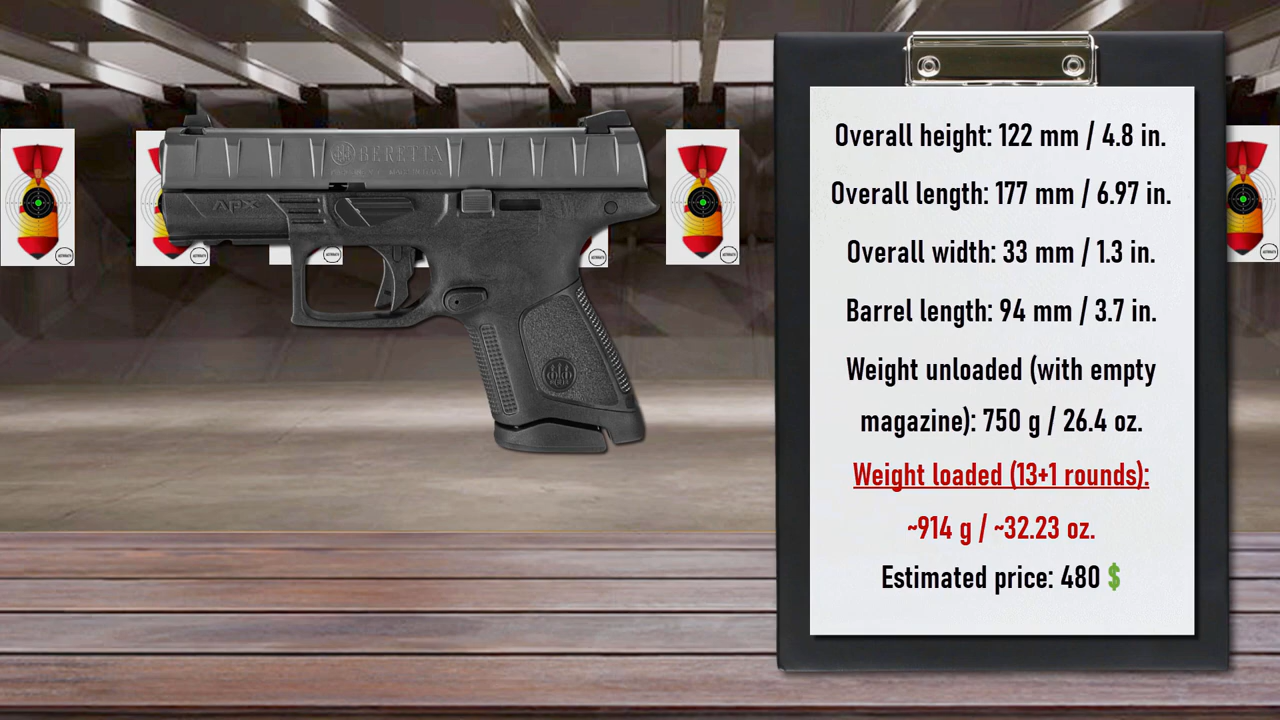 BERETTA
APX
Overall height: 122 mm / 4.8 in.
Overall length: 177 mm / 6.97 in.
Overall width: 33 mm / 1.3 in.
Barrel length: 94 mm / 3.7 in.
Weight unloaded (with empty
magazine): 750 g / 26.4 oz.
Weight loaded (13+1 rounds):
~914 g / ~32.23 oz.
Estimated price: 480 $